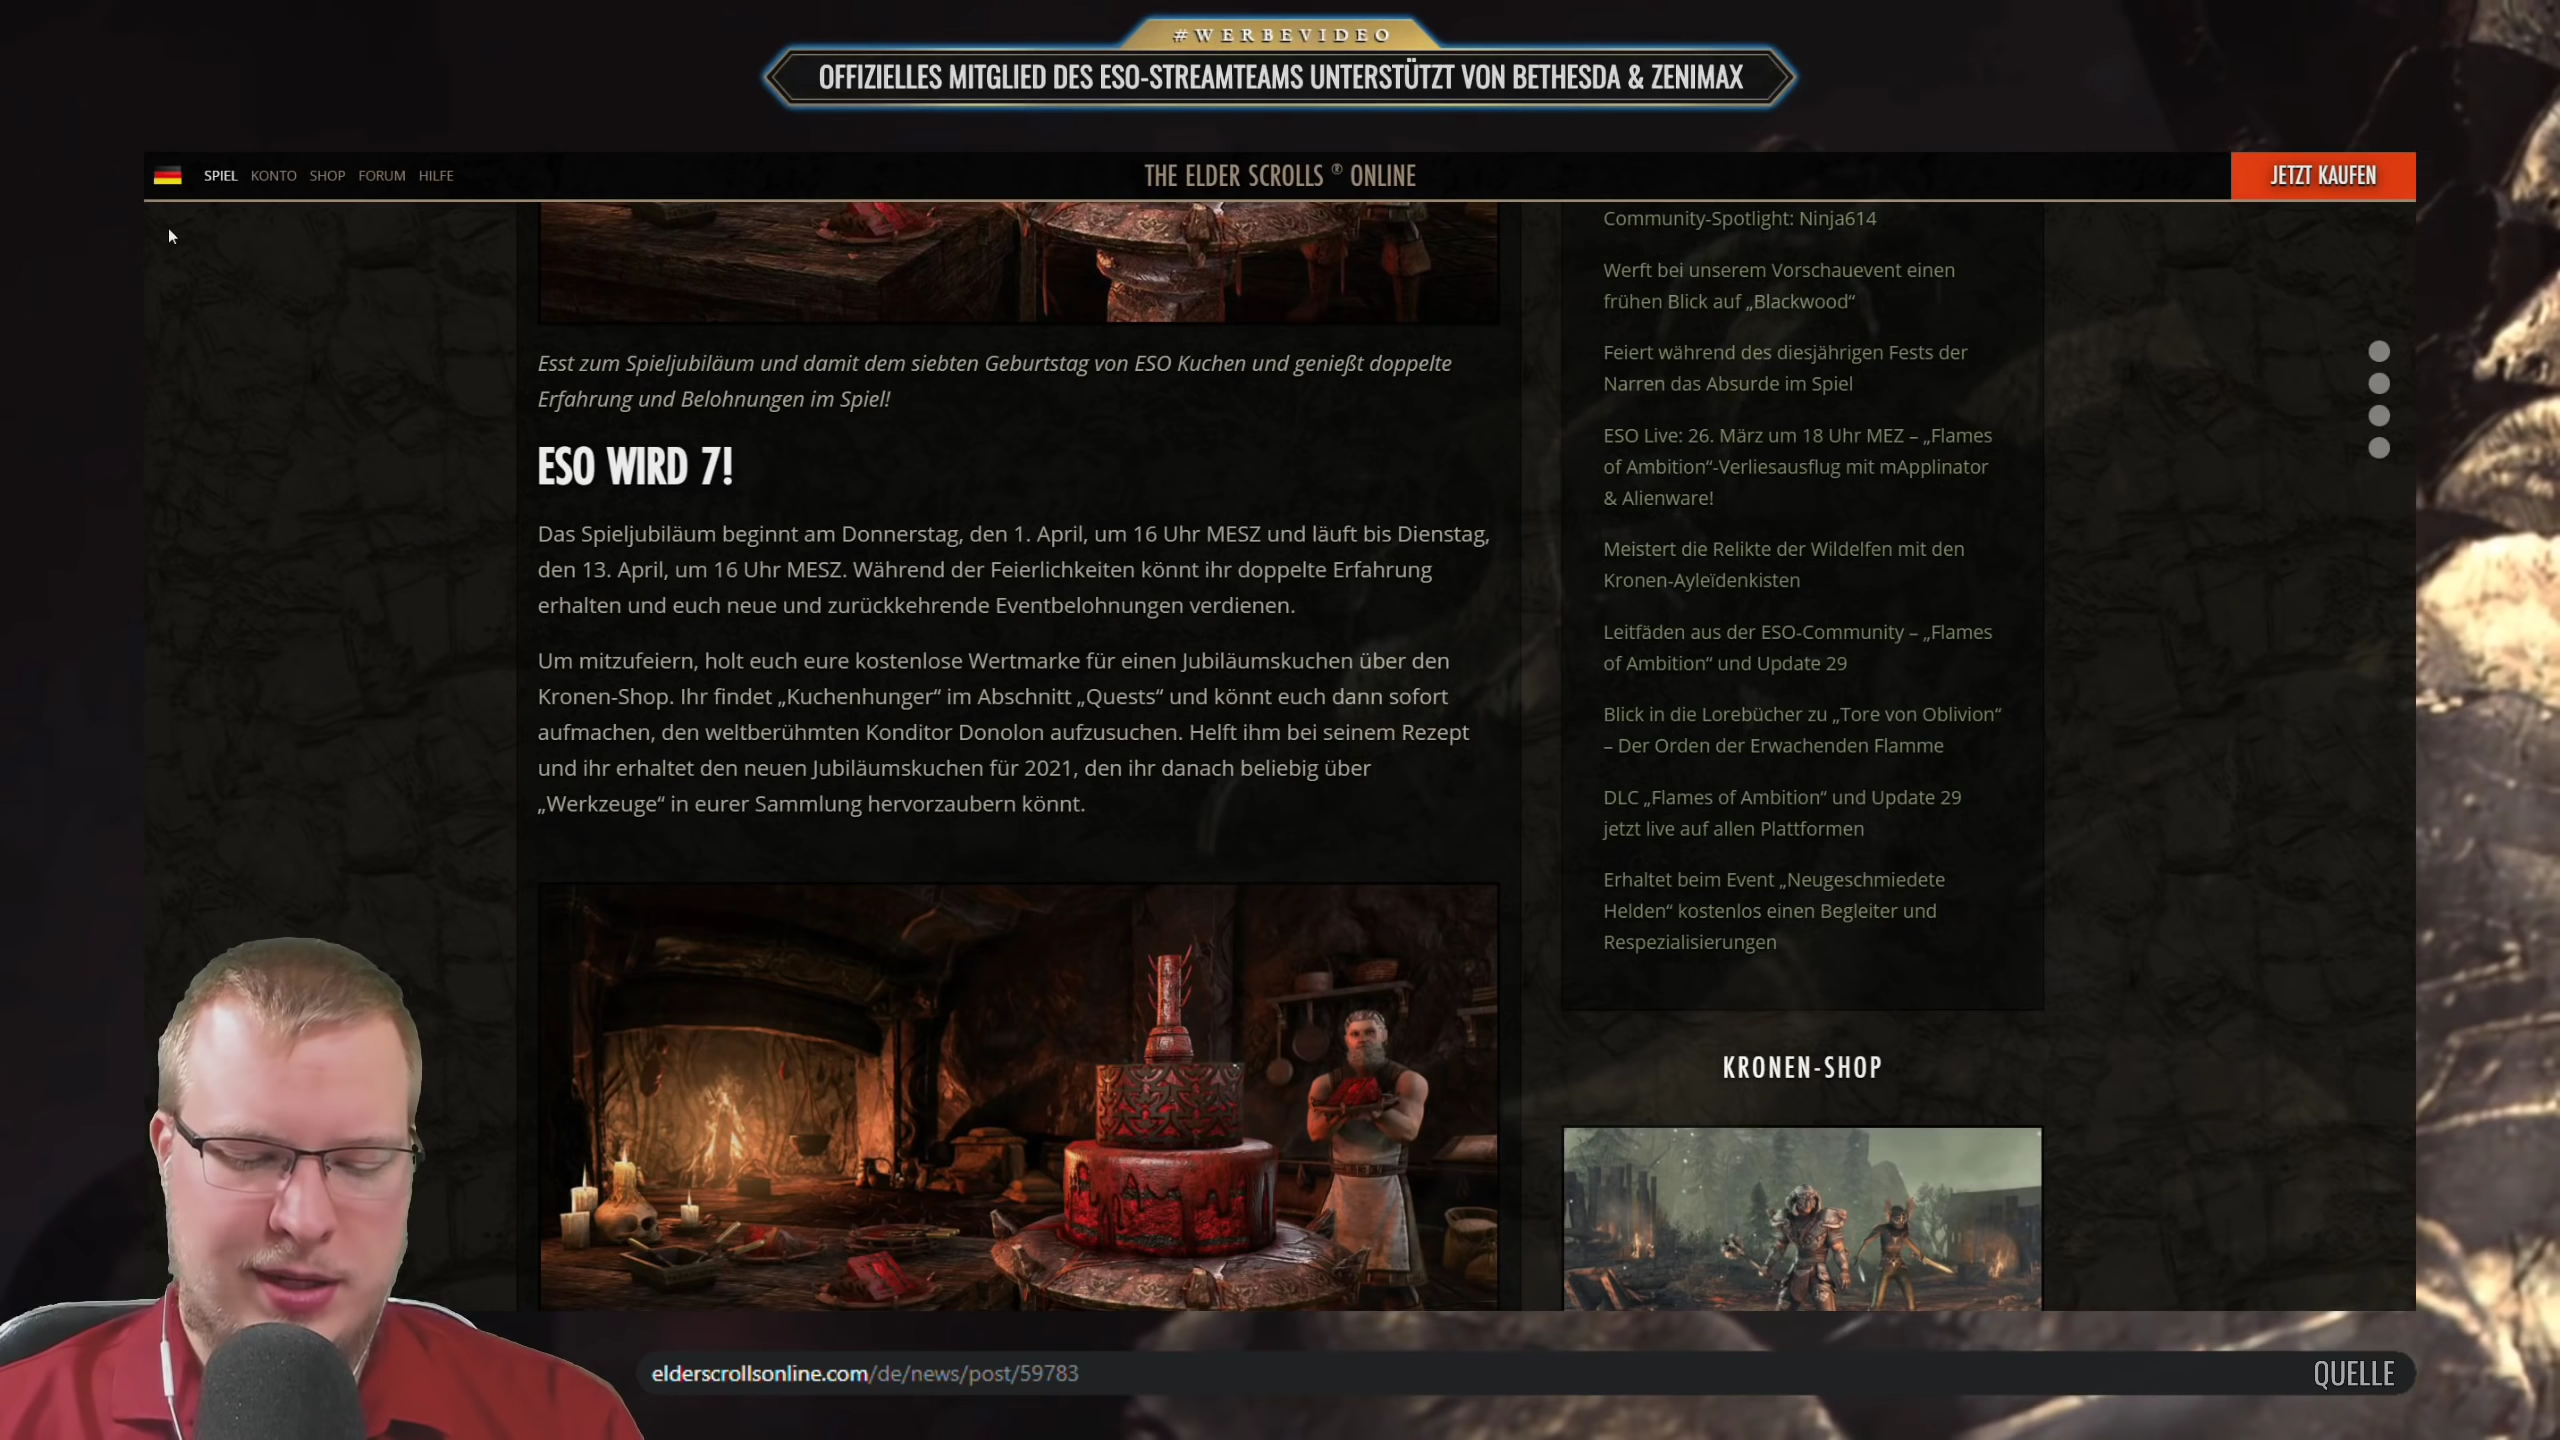 #WERBEVIDEO
OFFIZIELLES MITGLIED DES ESO-STREAMTEAMS UNTERSTÜTZT VON BETHESDA & ZENIMAX
SPIEL KONTO SHOP FORUM HILFE
THE ELDER SCROLLS ® ONLINE
JETZT KAUFEN
Esst zum Spieljubiläum und damit dem siebten Geburtstag von ESO Kuchen und genießt doppelte
Erfahrung und Belohnungen im Spiel!
ESO WIRD 7!
Das Spieljubiläum beginnt am Donnerstag, den 1. April, um 16 Uhr MESZ und läuft bis Dienstag,
den 13. April, um 16 Uhr MESZ. Während der Feierlichkeiten könnt ihr doppelte Erfahrung
erhalten und euch neue und zurückkehrende Eventbelohnungen verdienen.
Um mitzufeiern, holt euch eure kostenlose Wertmarke für einen Jubiläumskuchen über den
Kronen-Shop. Ihr findet „Kuchenhunger“ im Abschnitt „Quests“ und könnt euch dann sofort
aufmachen, den weltberühmten Konditor Donolon aufzusuchen. Helft ihm bei seinem Rezept
und ihr erhaltet den neuen Jubiläumskuchen für 2021, den ihr danach beliebig über
„Werkzeuge“ in eurer Sammlung hervorzaubern könnt.
Community-Spotlight: Ninja614
Werft bei unserem Vorschauevent einen
frühen Blick auf „Blackwood“
Feiert während des diesjährigen Fests der
Narren das Absurde im Spiel
ESO Live: 26. März um 18 Uhr MEZ – „Flames
of Ambition“-Verliesausflug mit mApplinator
& Alienware!
Meistert die Relikte der Wildelfen mit den
Kronen-Ayleïdenkisten
Leitfäden aus der ESO-Community – „Flames
of Ambition“ und Update 29
Blick in die Lorebücher zu „Tore von Oblivion“
– Der Orden der Erwachenden Flamme
DLC „Flames of Ambition“ und Update 29
jetzt live auf allen Plattformen
Erhaltet beim Event „Neugeschmiedete
Helden“ kostenlos einen Begleiter und
Respezialisierungen
KRONEN-SHOP
elderscrollsonline.com/de/news/post/59783
QUELLE